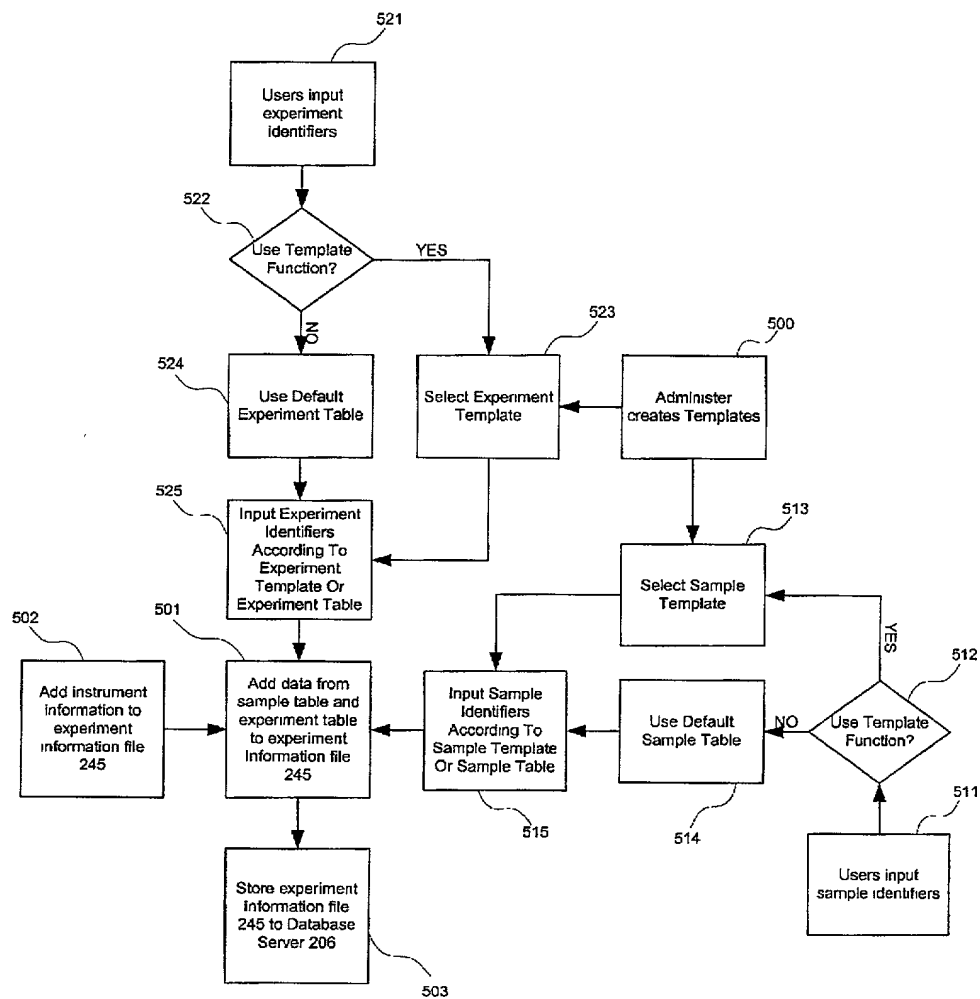 521
Users input
experiment
identifiers
522
Use Template
Function?
YES
NO
523
500
524
Use Default
Experiment Table
Select Experiment
Template
Administer
creates Templates
525
Input Experiment
Identifiers
According To
Experiment
Template Or
Experiment Table
513
Select Sample
Template
YES
502
501
512
Add instrument
information to
experiment
information file
245
Add data from
sample table and
experiment table
to experiment
Information file
245
Input Sample
Identifiers
According To
Sample Template
Or Sample Table
Use Default
Sample Table
NO
Use Template
Function?
515
514
511
Store experiment
Information file
245 to Database
Server 206
Users input
sample identifiers
503